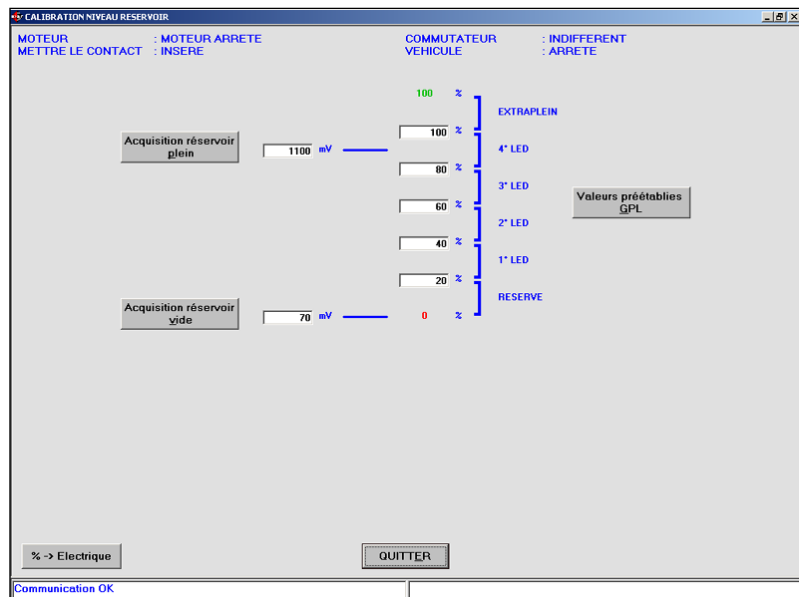 CALIBRATION NIVEAU RESERVOIR
MOTEUR : MOTEUR ARRETE COMMUTATEUR : INDIFFERENT
METTRE LE CONTACT : INSERE VEHICULE : ARRETE
100 %
EXTRAPLEIN
100 %
Acquisition réservoir
plein
1100 mV
4° LED
80 %
3° LED
Valeurs préétablies
GPL
60 %
2° LED
40 %
1° LED
20 %
RESERVE
Acquisition réservoir
vide
70 mV
0 %
% -> Electrique
QUITTER
Communication OK